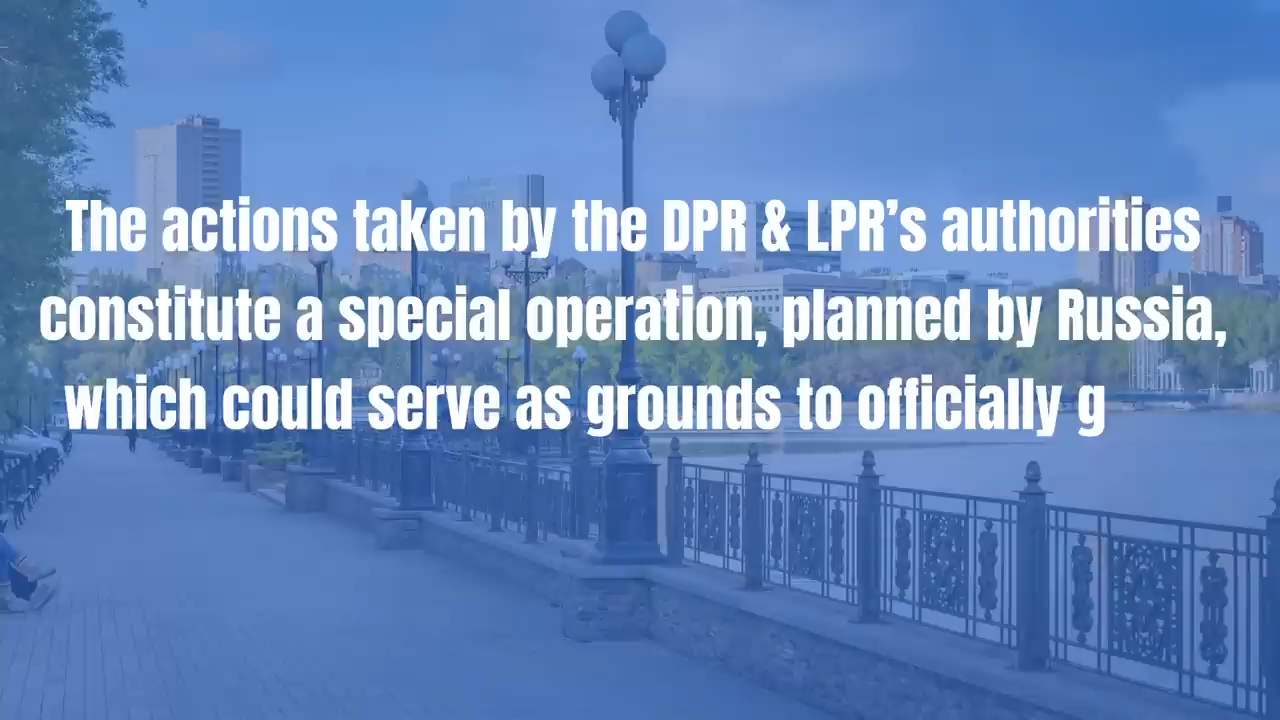 The actions taken by the DPR & LPR’s authorities
constitute a special operation, planned by Russia,
which could serve as grounds to officially g